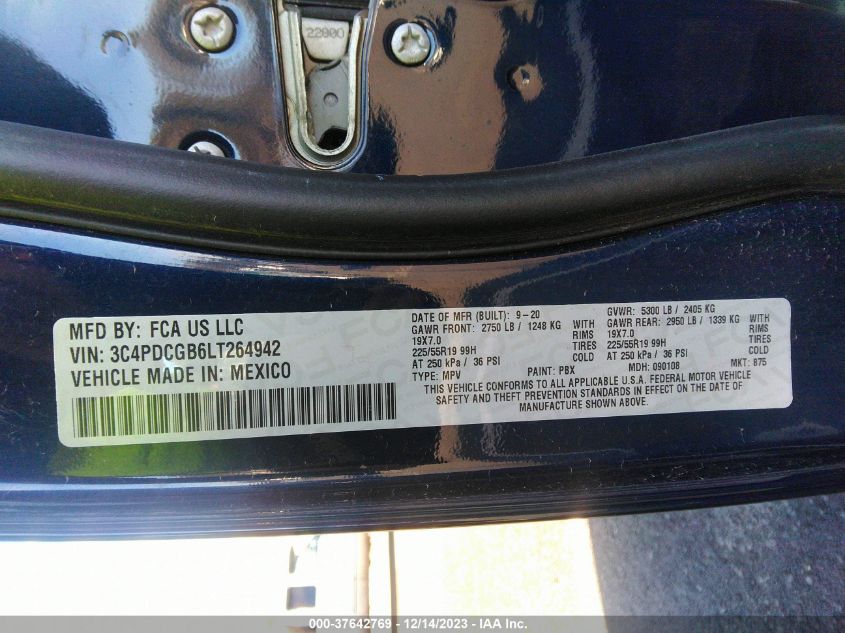 22800
MFD BY: FCA US LLC
VIN: 3C4PDCGB6LT264942
VEHICLE MADE IN: MEXICO
DATE OF MFR (BUILT): 9-20 GVWR: 5300 LB / 2405 KG
GAWR FRONT: 2750 LB / 1248 KG WITH GAWR REAR: 2950 LB / 1339 KG WITH
19X7.0 RIMS 19X7.0 RIMS
225/55R19 99H TIRES 225/55R19 99H TIRES
AT 250 kPa / 36 PSI COLD AT 250 kPa / 36 PSI COLD
TYPE: MPV PAINT: PBX MDH: 090108 MKT: 875
THIS VEHICLE CONFORMS TO ALL APPLICABLE U.S.A. FEDERAL MOTOR VEHICLE
SAFETY AND THEFT PREVENTION STANDARDS IN EFFECT ON THE DATE OF
MANUFACTURE SHOWN ABOVE.
000-37642769 - 12/14/2023 - IAA Inc.